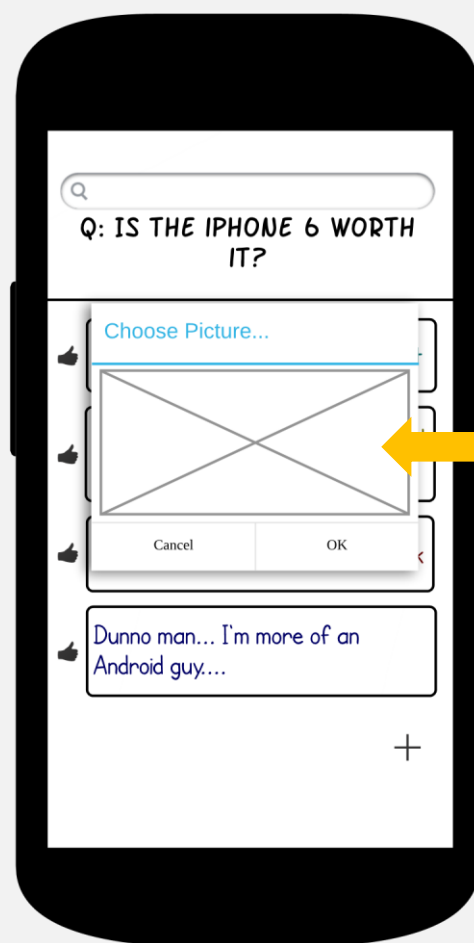 Q: IS THE IPHONE 6 WORTH
IT?
Choose Picture...
Cancel OK
Dunno man... I'm more of an
Android guy....